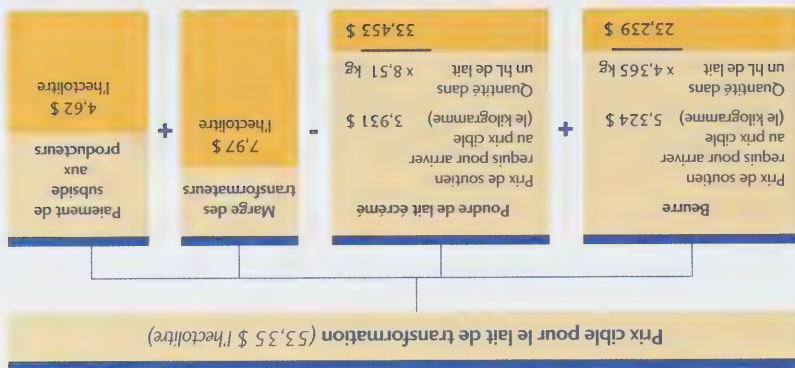 Prix cible pour le lait de transformation (53,35 $ l'hectolitre)
Beurre
Prix de soutien
requis pour arriver
au prix cible
(le kilogramme) 5,324 $
Quantité dans
un hL de lait x 4,365 kg
23,239 $
+
Poudre de lait écrémé
Prix de soutien
requis pour arriver
au prix cible
(le kilogramme) 3,931 $
Quantité dans
un hL de lait x 8,51 kg
33,453 $
-
Marge des
transformateurs
7,97 $
l'hectolitre
+
Paiement de
subside
aux
producteurs
4,62 $
l'hectolitre